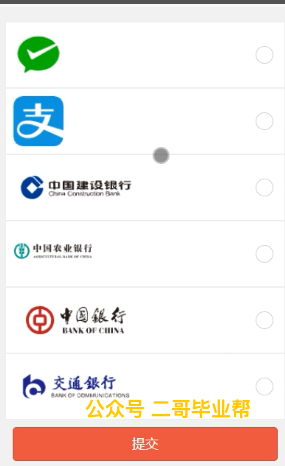 支
中国建设银行
China Construction Bank
中国农业银行
AGRICULTURAL BANK OF CHINA
中国银行
BANK OF CHINA
交通银行
BANK OF COMMUNICATIONS
公众号 二哥毕业帮
提交